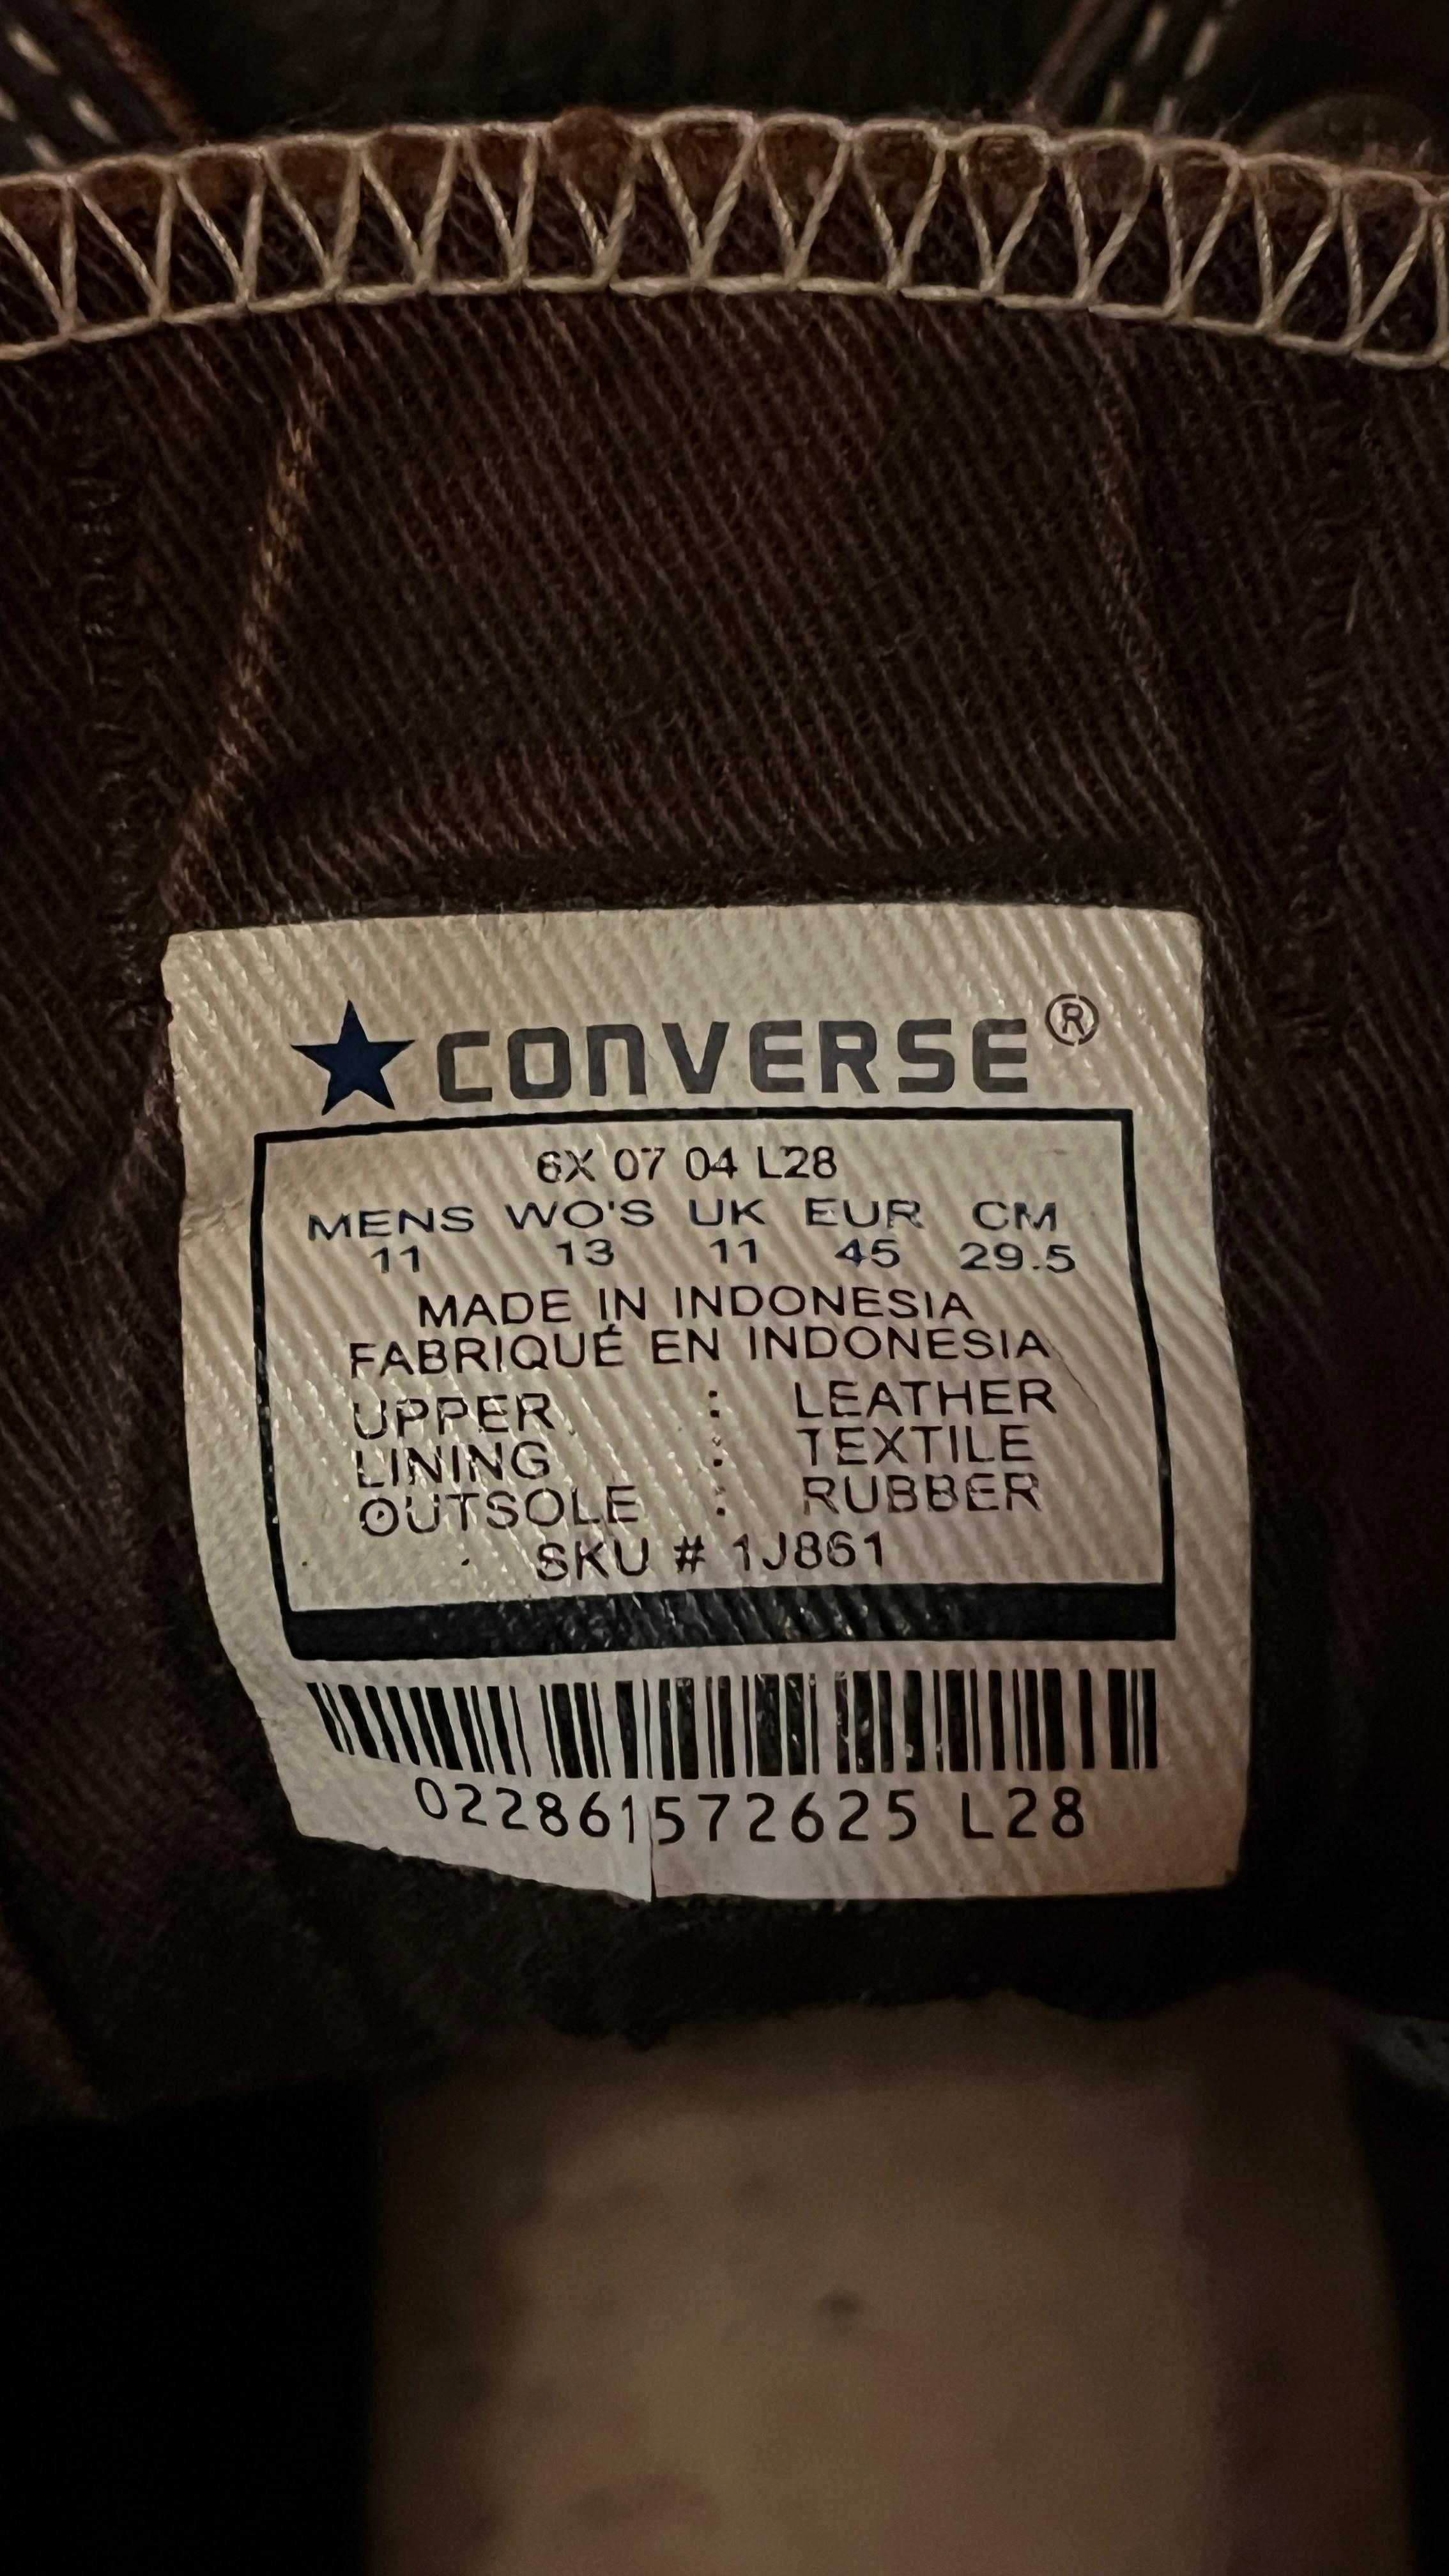 CONVERSE®
6X 07 04 L28
MENS WO'S UK EUR CM
11 13 11 45 29.5
MADE IN INDONESIA
FABRIQUÉ EN INDONESIA
UPPER : LEATHER
LINING : TEXTILE
OUTSOLE : RUBBER
SKU # 1J861
022861572625 L28